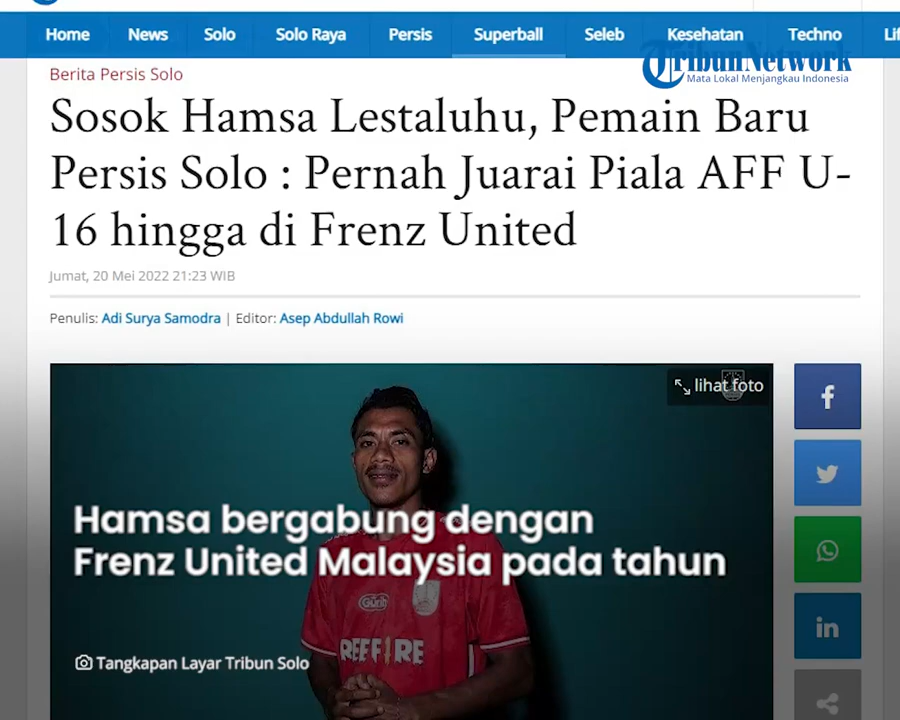 Home News Solo Solo Raya Persis Superball Seleb Kesehatan Techno
TribunNetwork
Mata Lokal Menjangkau Indonesia
Berita Persis Solo
Sosok Hamsa Lestaluhu, Pemain Baru
Persis Solo : Pernah Juarai Piala AFF U-
16 hingga di Frenz United
Jumat, 20 Mei 2022 21:23 WIB
Penulis: Adi Surya Samodra | Editor: Asep Abdullah Rowi
lihat foto
f
Hamsa bergabung dengan
Frenz United Malaysia pada tahun
in
Tangkapan Layar Tribun Solo